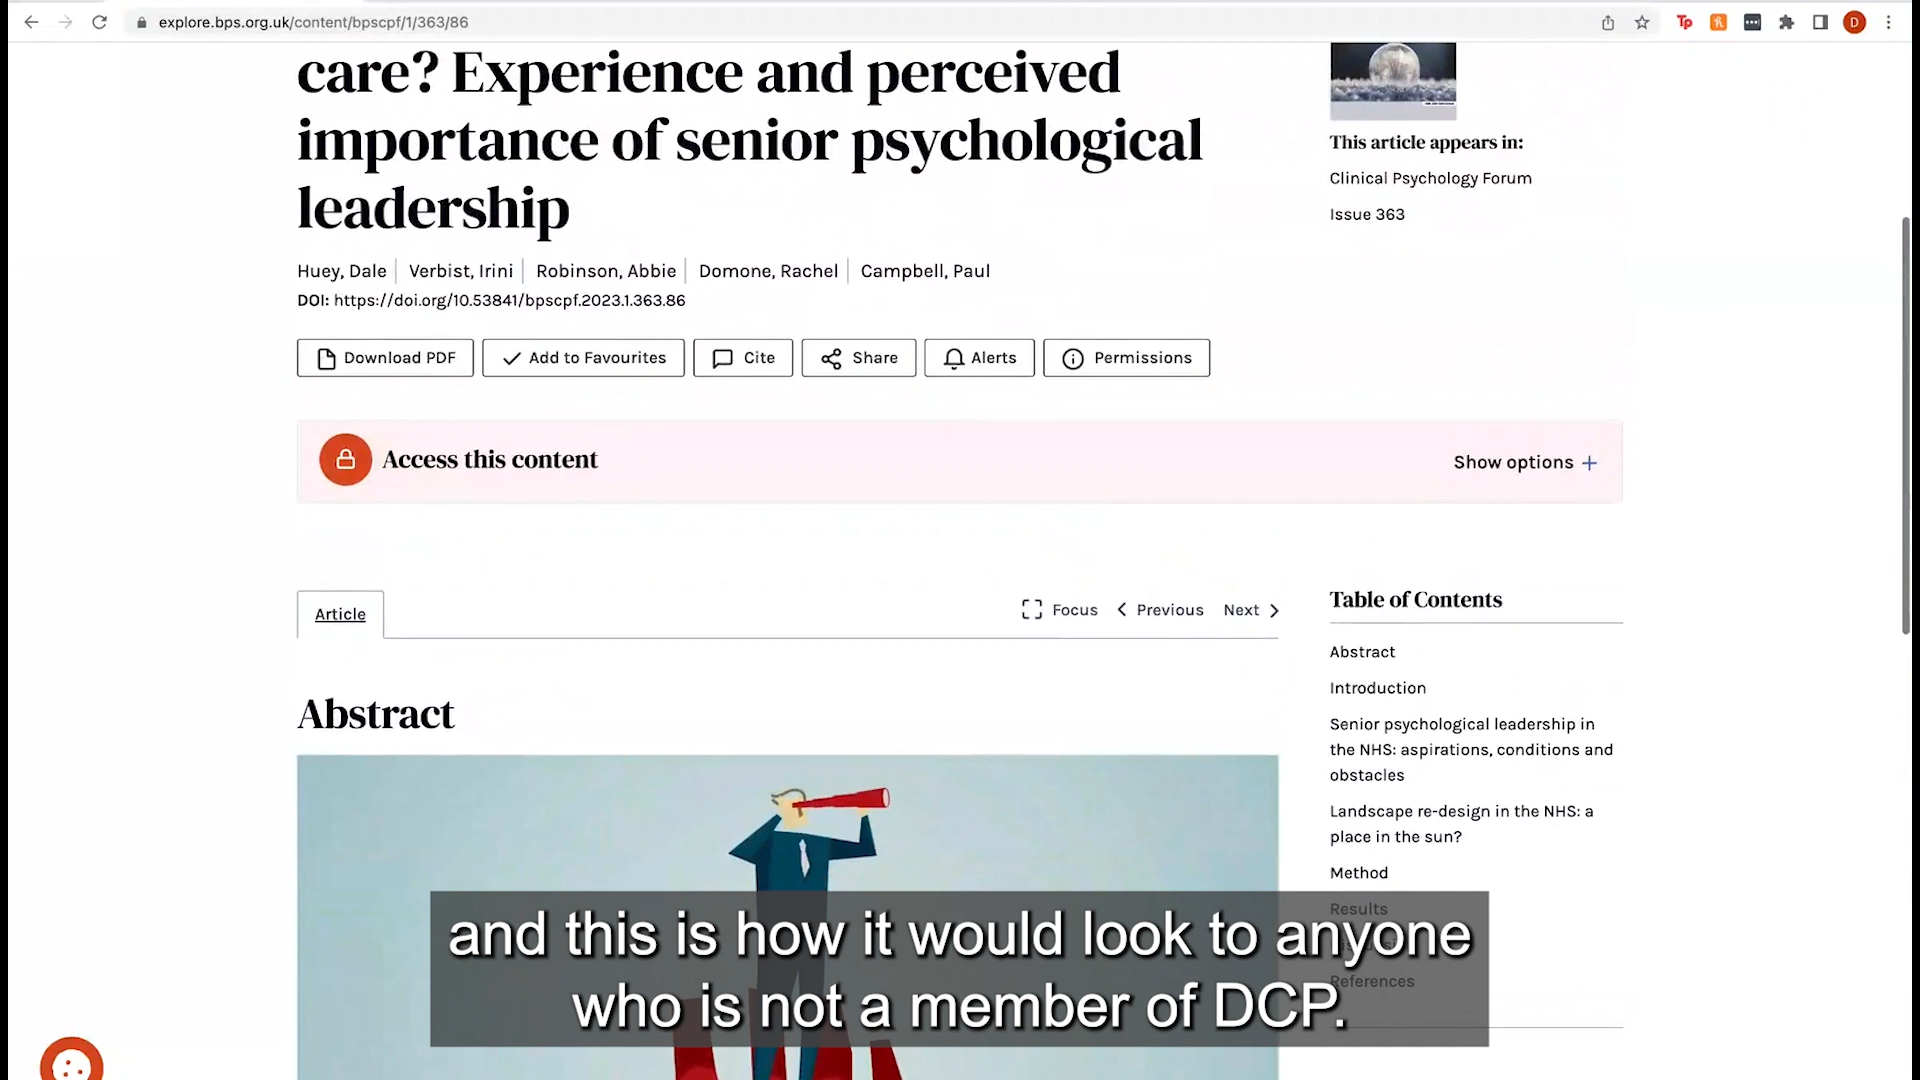 explore.bps.org.uk/content/bpscpf/1/363/86
Tp
D
care? Experience and perceived
importance of senior psychological
leadership
Huey, Dale
Verbist, Irini
Robinson, Abbie
Domone, Rachel
Campbell, Paul
DOI: https://doi.org/10.53841/bpscpf.2023.1.363.86
Download PDF
Add to Favourites
Cite
Share
Alerts
Permissions
This article appears in:
Clinical Psychology Forum
Issue 363
Access this content
Show options +
Article
Focus
Previous
Next
Abstract
Table of Contents
Abstract
Introduction
Senior psychological leadership in
the NHS: aspirations, conditions and
obstacles
Landscape re-design in the NHS: a
place in the sun?
Method
Results
References
and this is how it would look to anyone
who is not a member of DCP.